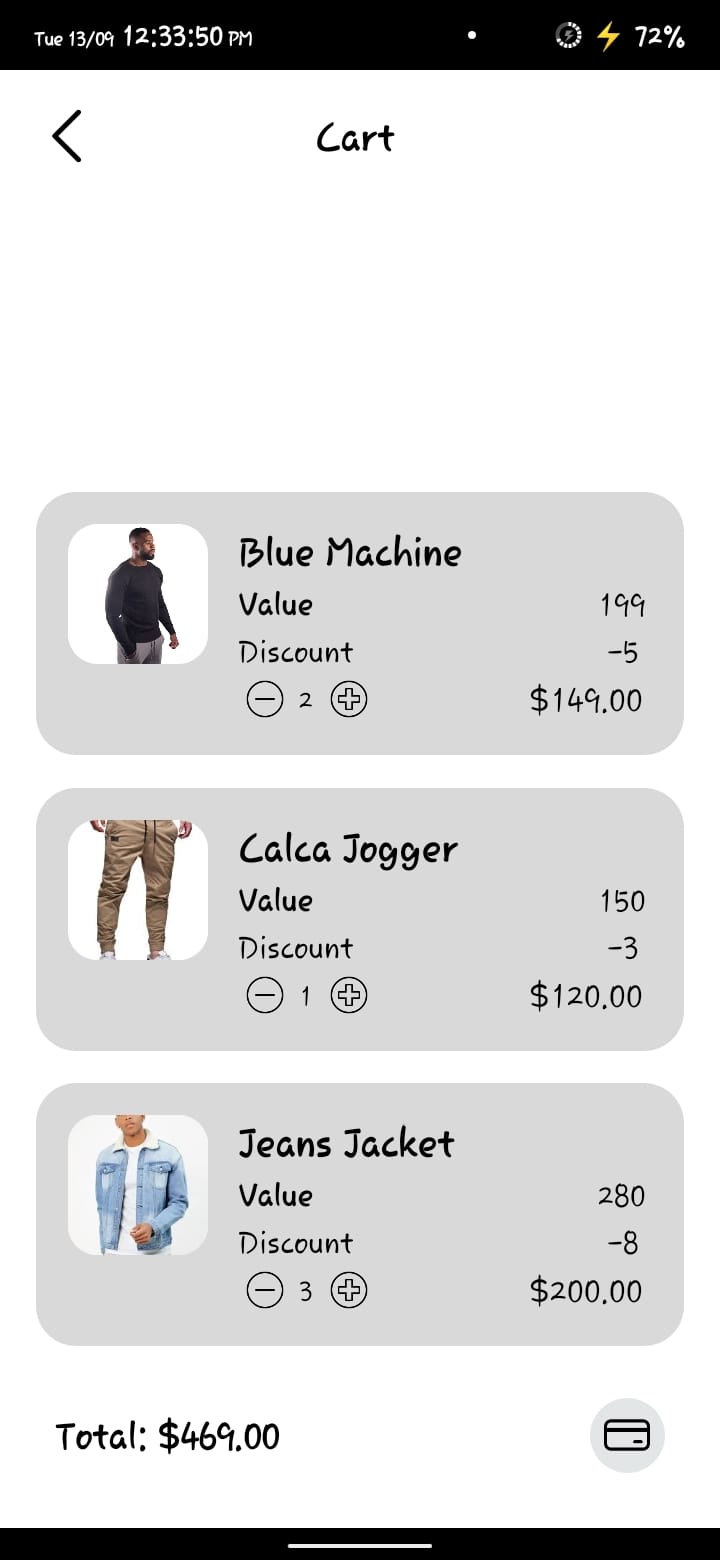 Tue 13/09 12:33:50 PM 72%
Cart
Blue Machine
Value 199
Discount -5
2 $149.00
Calca Jogger
Value 150
Discount -3
1 $120.00
Jeans Jacket
Value 280
Discount -8
3 $200.00
Total: $469.00